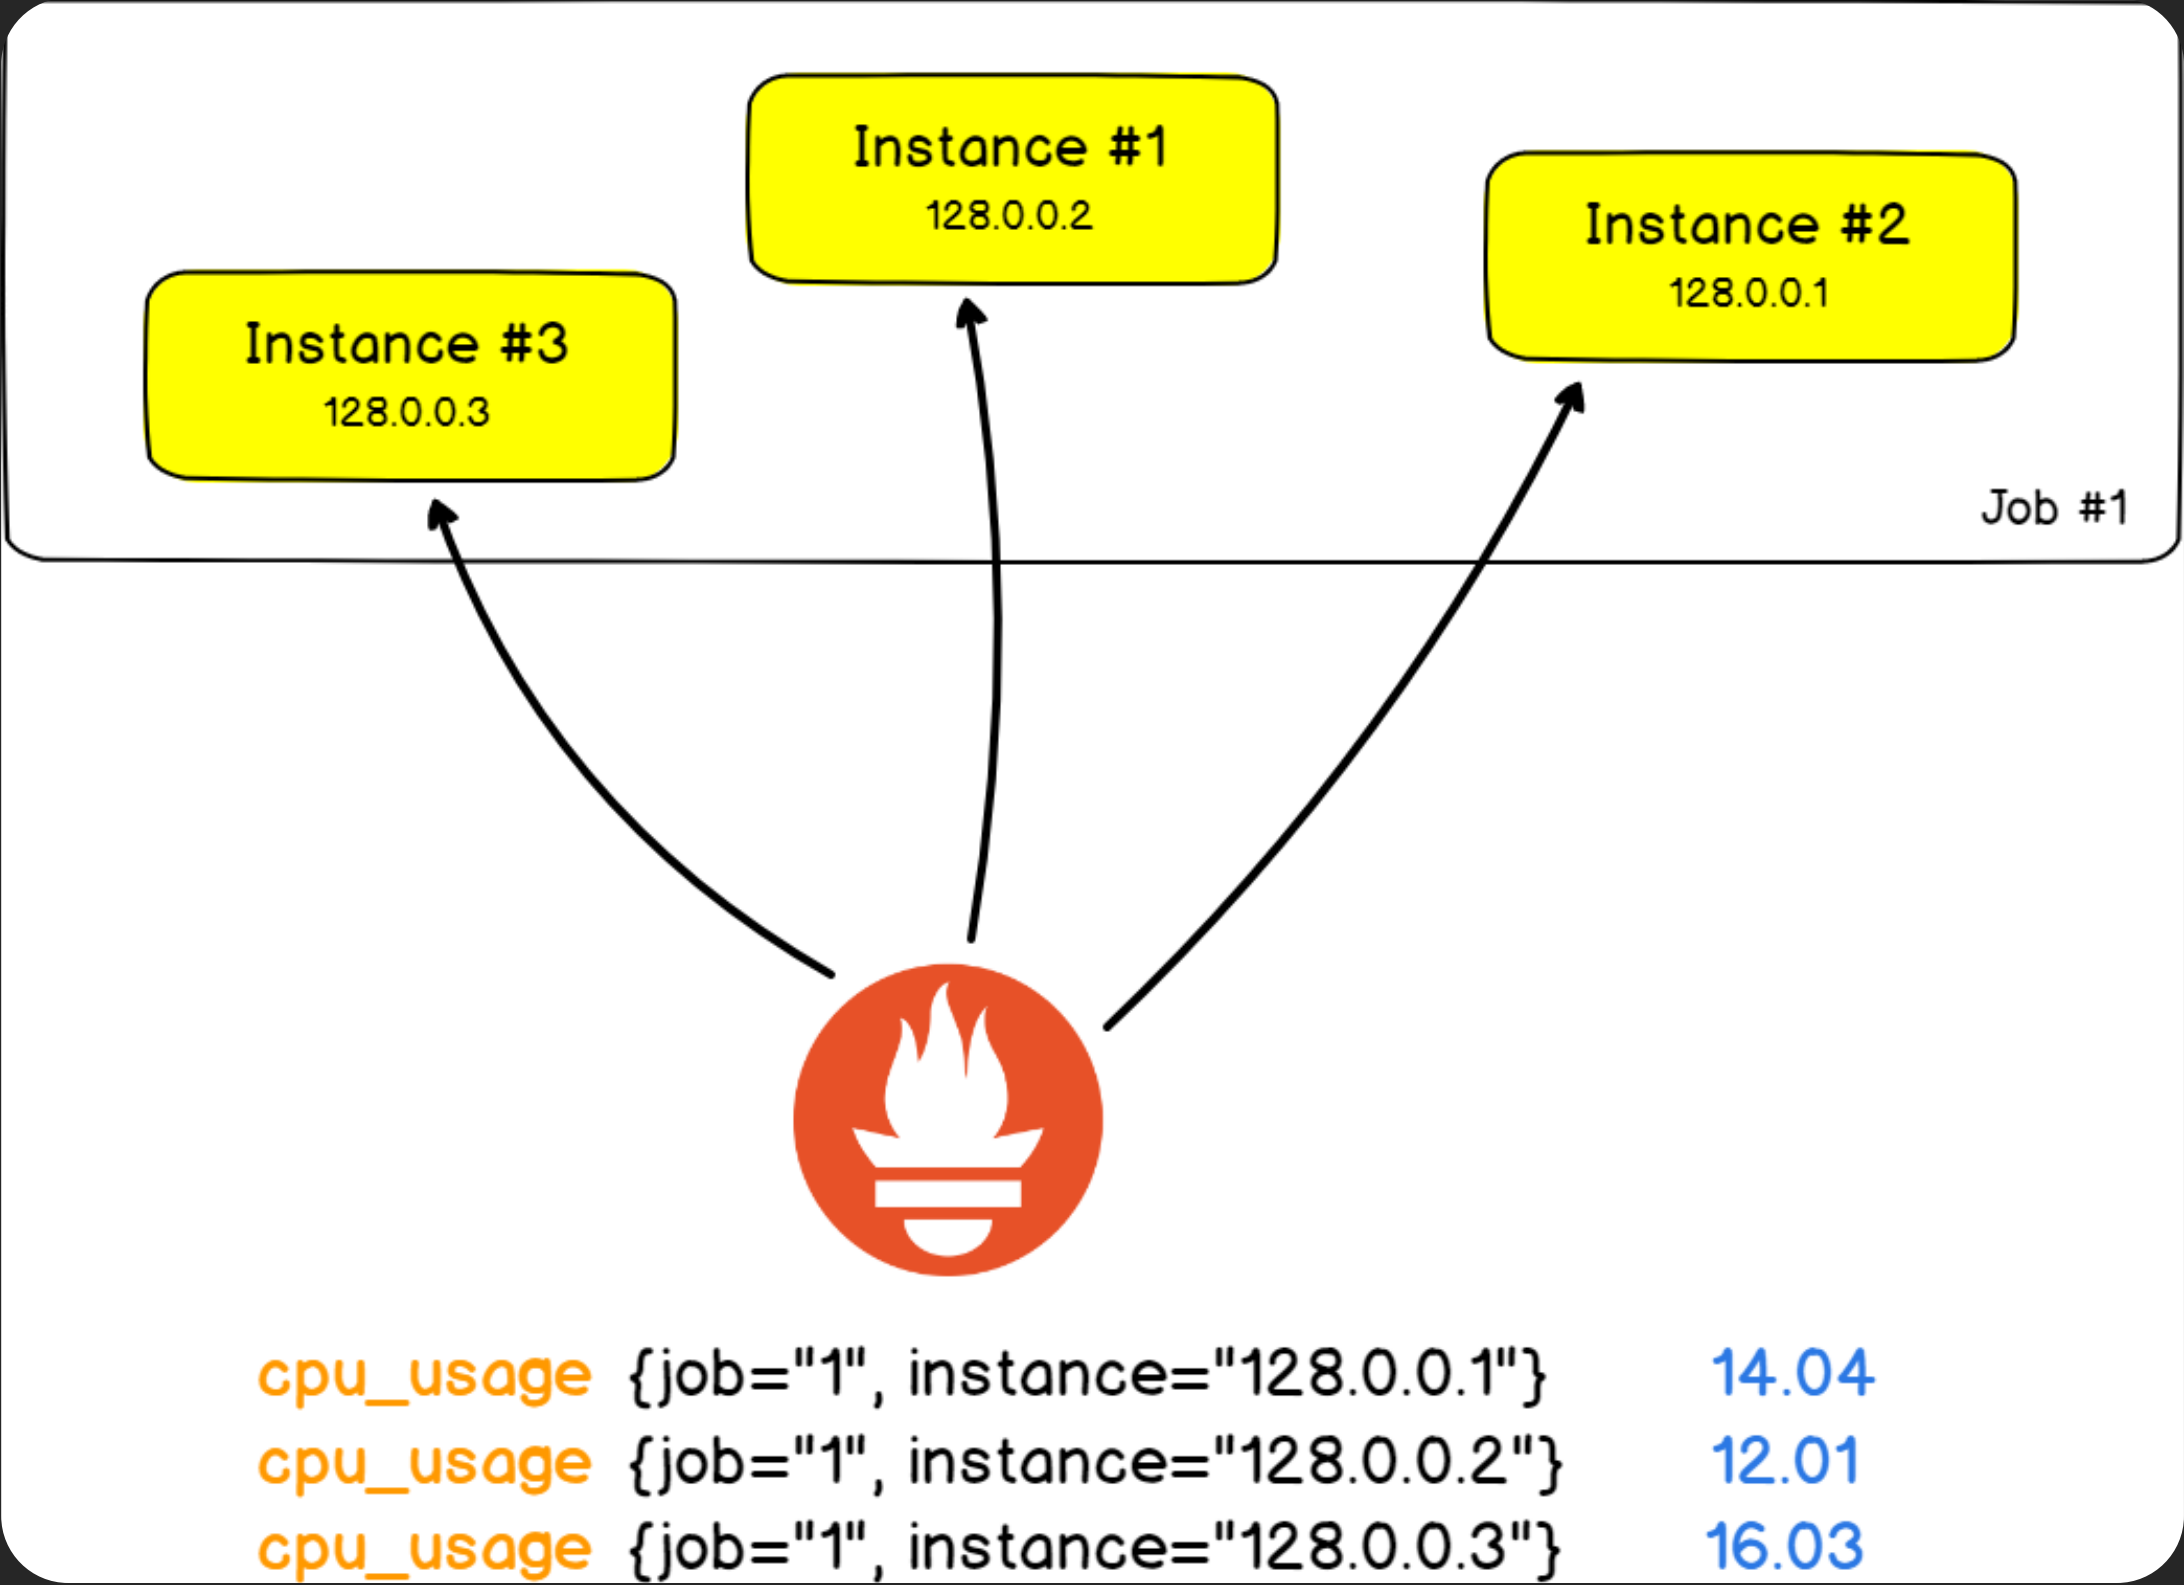 Instance #1
128.0.0.2
Instance #2
128.0.0.1
Instance #3
128.0.0.3
Job #1
cpu_usage {job="1", instance="128.0.0.1"} 14.04
cpu_usage {job="1", instance="128.0.0.2"} 12.01
cpu_usage {job="1", instance="128.0.0.3"} 16.03